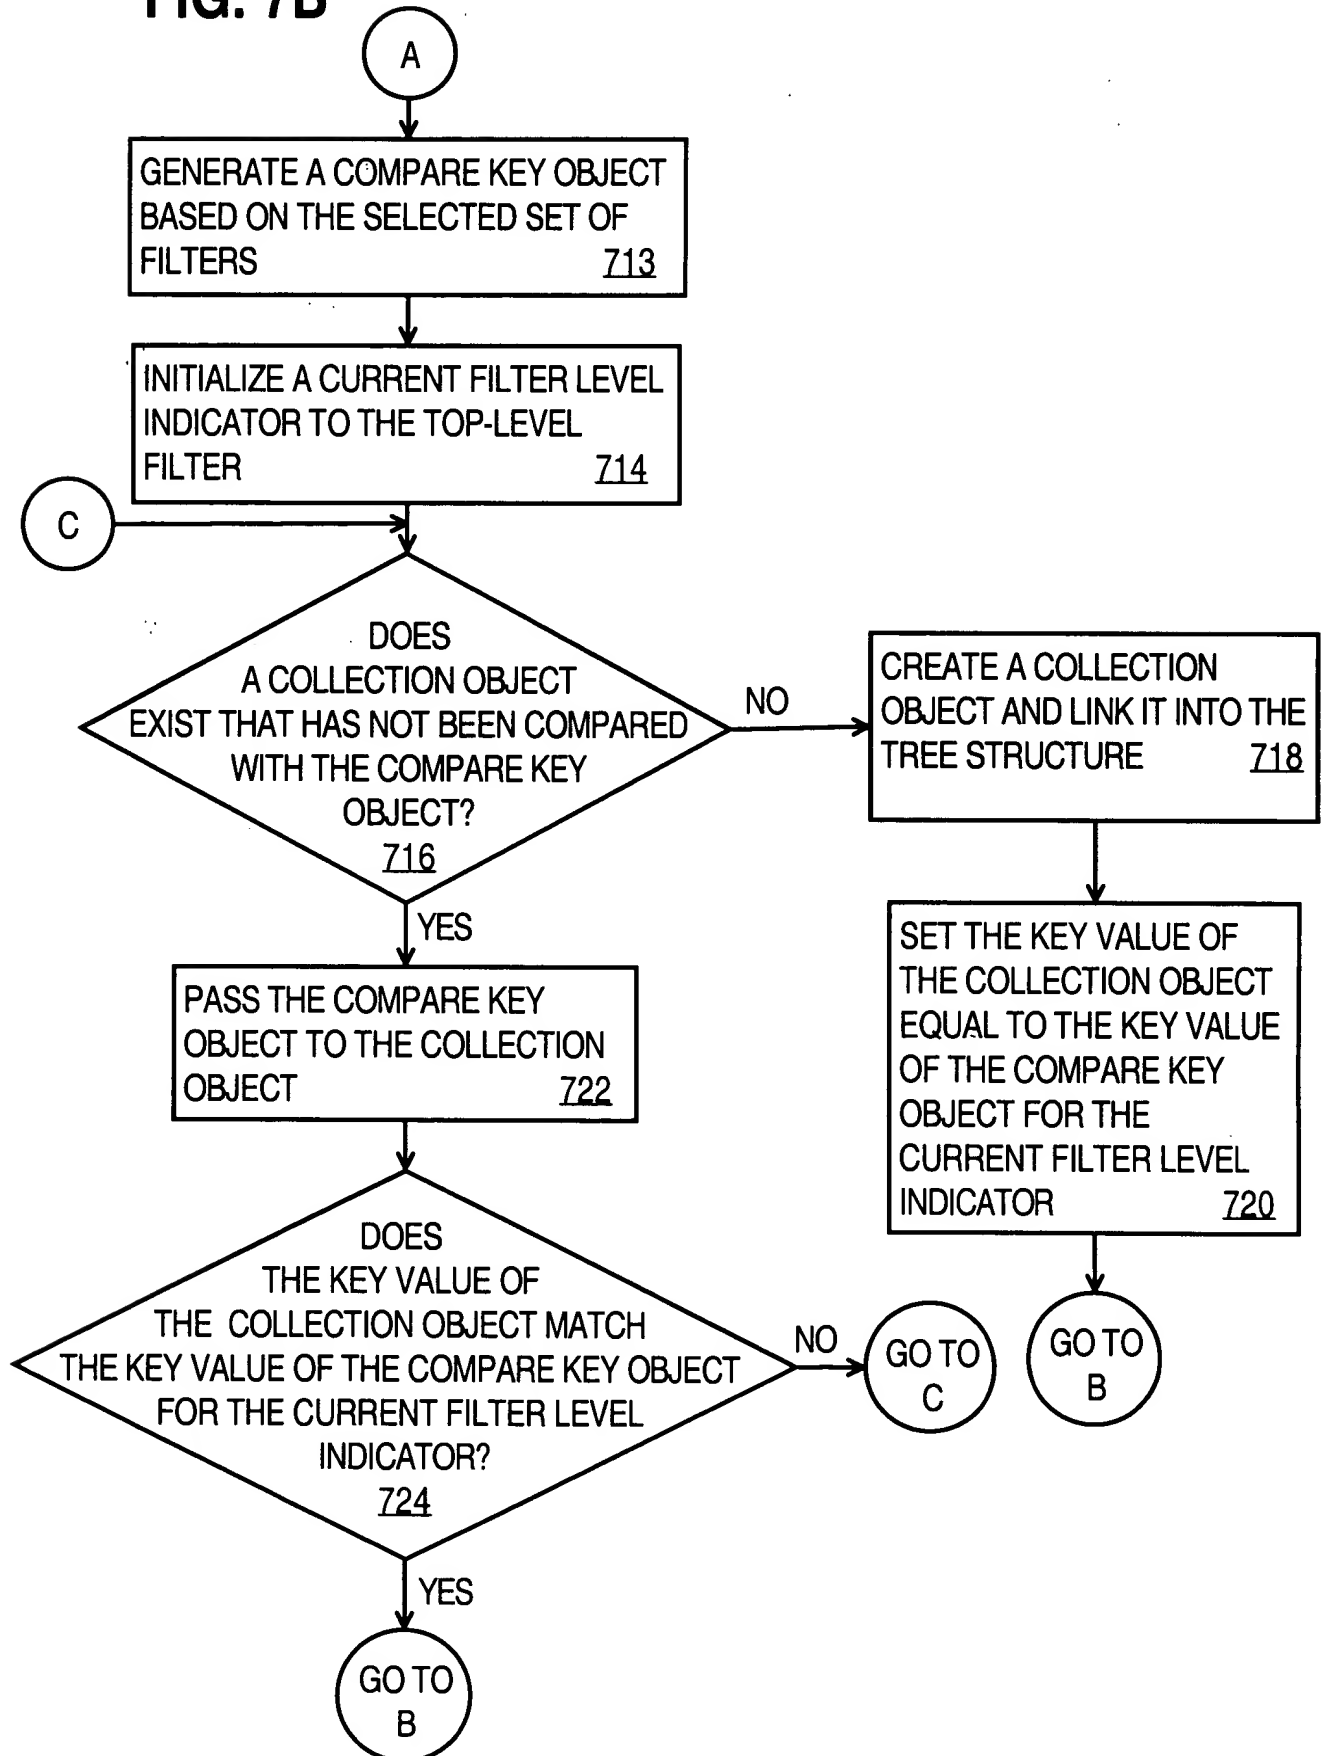 FIG. 7B
A
GENERATE A COMPARE KEY OBJECT
BASED ON THE SELECTED SET OF
FILTERS 713
INITIALIZE A CURRENT FILTER LEVEL
INDICATOR TO THE TOP-LEVEL
FILTER 714
C
DOES
A COLLECTION OBJECT
EXIST THAT HAS NOT BEEN COMPARED
WITH THE COMPARE KEY
OBJECT?
716
NO
CREATE A COLLECTION
OBJECT AND LINK IT INTO THE
TREE STRUCTURE 718
YES
SET THE KEY VALUE OF
THE COLLECTION OBJECT
EQUAL TO THE KEY VALUE
OF THE COMPARE KEY
OBJECT FOR THE
CURRENT FILTER LEVEL
INDICATOR 720
PASS THE COMPARE KEY
OBJECT TO THE COLLECTION
OBJECT 722
DOES
THE KEY VALUE OF
THE COLLECTION OBJECT MATCH
THE KEY VALUE OF THE COMPARE KEY OBJECT
FOR THE CURRENT FILTER LEVEL
INDICATOR?
724
NO
GO TO
C
GO TO
B
YES
GO TO
B